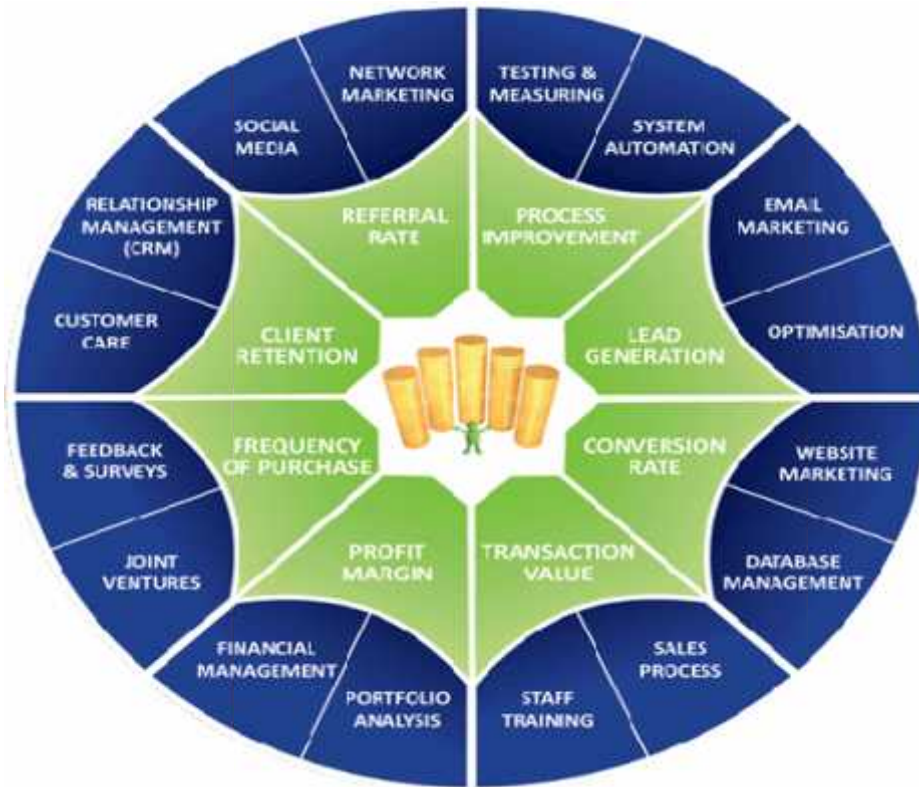 NETWORK
MARKETING
TESTING &
MEASURING
SOCIAL
MEDIA
SYSTEM
AUTOMATION
RELATIONSHIP
MANAGEMENT
(CRM)
EMAIL
MARKETING
REFERRAL
RATE
PROCESS
IMPROVEMENT
CUSTOMER
CARE
CLIENT
RETENTION
LEAD
GENERATION
OPTIMISATION
FEEDBACK
& SURVEYS
FREQUENCY
OF PURCHASE
CONVERSION
RATE
WEBSITE
MARKETING
JOINT
VENTURES
PROFIT
MARGIN
TRANSACTION
VALUE
DATABASE
MANAGEMENT
FINANCIAL
MANAGEMENT
SALES
PROCESS
PORTFOLIO
ANALYSIS
STAFF
TRAINING